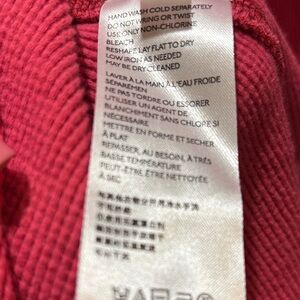 HAND WASH COLD SEPARATELY
DO NOT WRING OR TWIST
USE ONLY NON-CHLORINE
BLEACH
RESHAPE LAY FLAT TO DRY
LOW IRON AS NEEDED
MAY BE DRY CLEANED
LAVER À LA MAIN À L'EAU FROIDE
SÉPARÉMEN
NE PAS TORDRE OU ESSORER
UTILISER UN AGENT DE
BLANCHIMENT SANS CHLORE SI
NÉCESSAIRE
METTRE EN FORME ET SÉCHER
À PLAT
REPASSER, AU BESOIN, À TRÈS
BASSE TEMPÉRATURE
PEUT-ÊTRE ÊTRE NETTOYÉE
À SEC